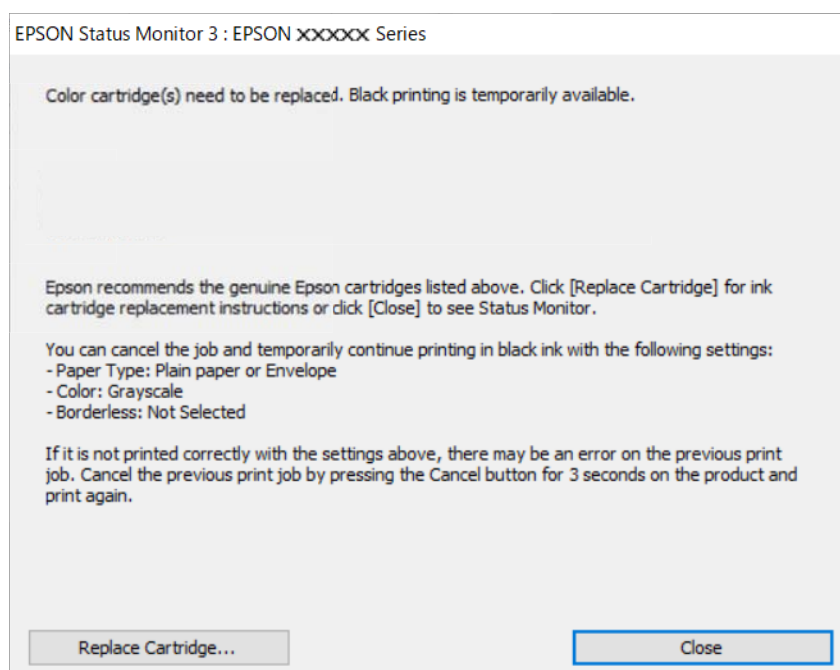 EPSON Status Monitor 3 : EPSON XXXXX Series
Color cartridge(s) need to be replaced. Black printing is temporarily available.
Epson recommends the genuine Epson cartridges listed above. Click [Replace Cartridge] for ink
cartridge replacement instructions or click [Close] to see Status Monitor.
You can cancel the job and temporarily continue printing in black ink with the following settings:
- Paper Type: Plain paper or Envelope
- Color: Grayscale
- Borderless: Not Selected
If it is not printed correctly with the settings above, there may be an error on the previous print
job. Cancel the previous print job by pressing the Cancel button for 3 seconds on the product and
print again.
Replace Cartridge...
Close